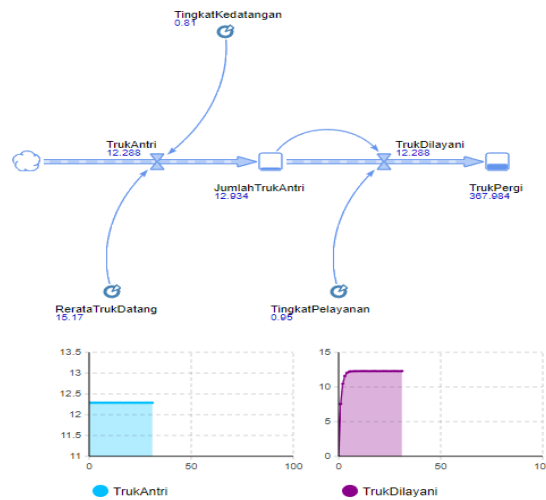 TingkatKedatangan
0.81
TrukAntri
12.288
TrukDilayani
12.288
JumlahTrukAntri
12.934
TrukPergi
367.984
RerataTrukDatang
15.17
TingkatPelayanan
0.95
13.5
13
12.5
12
11.5
11
0
50
100
TrukAntri
15
10
5
0
0
50
10
TrukDilayani